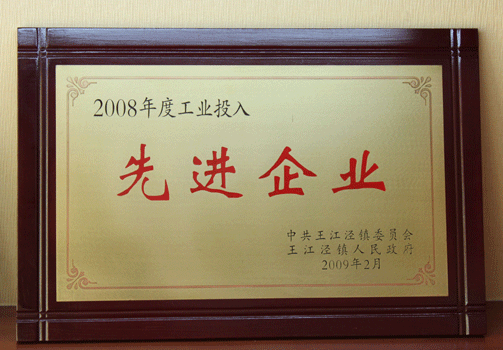 2008年度工业投入
先进企业
中共王江泾镇委员会
王江泾镇人民政府
2009年2月